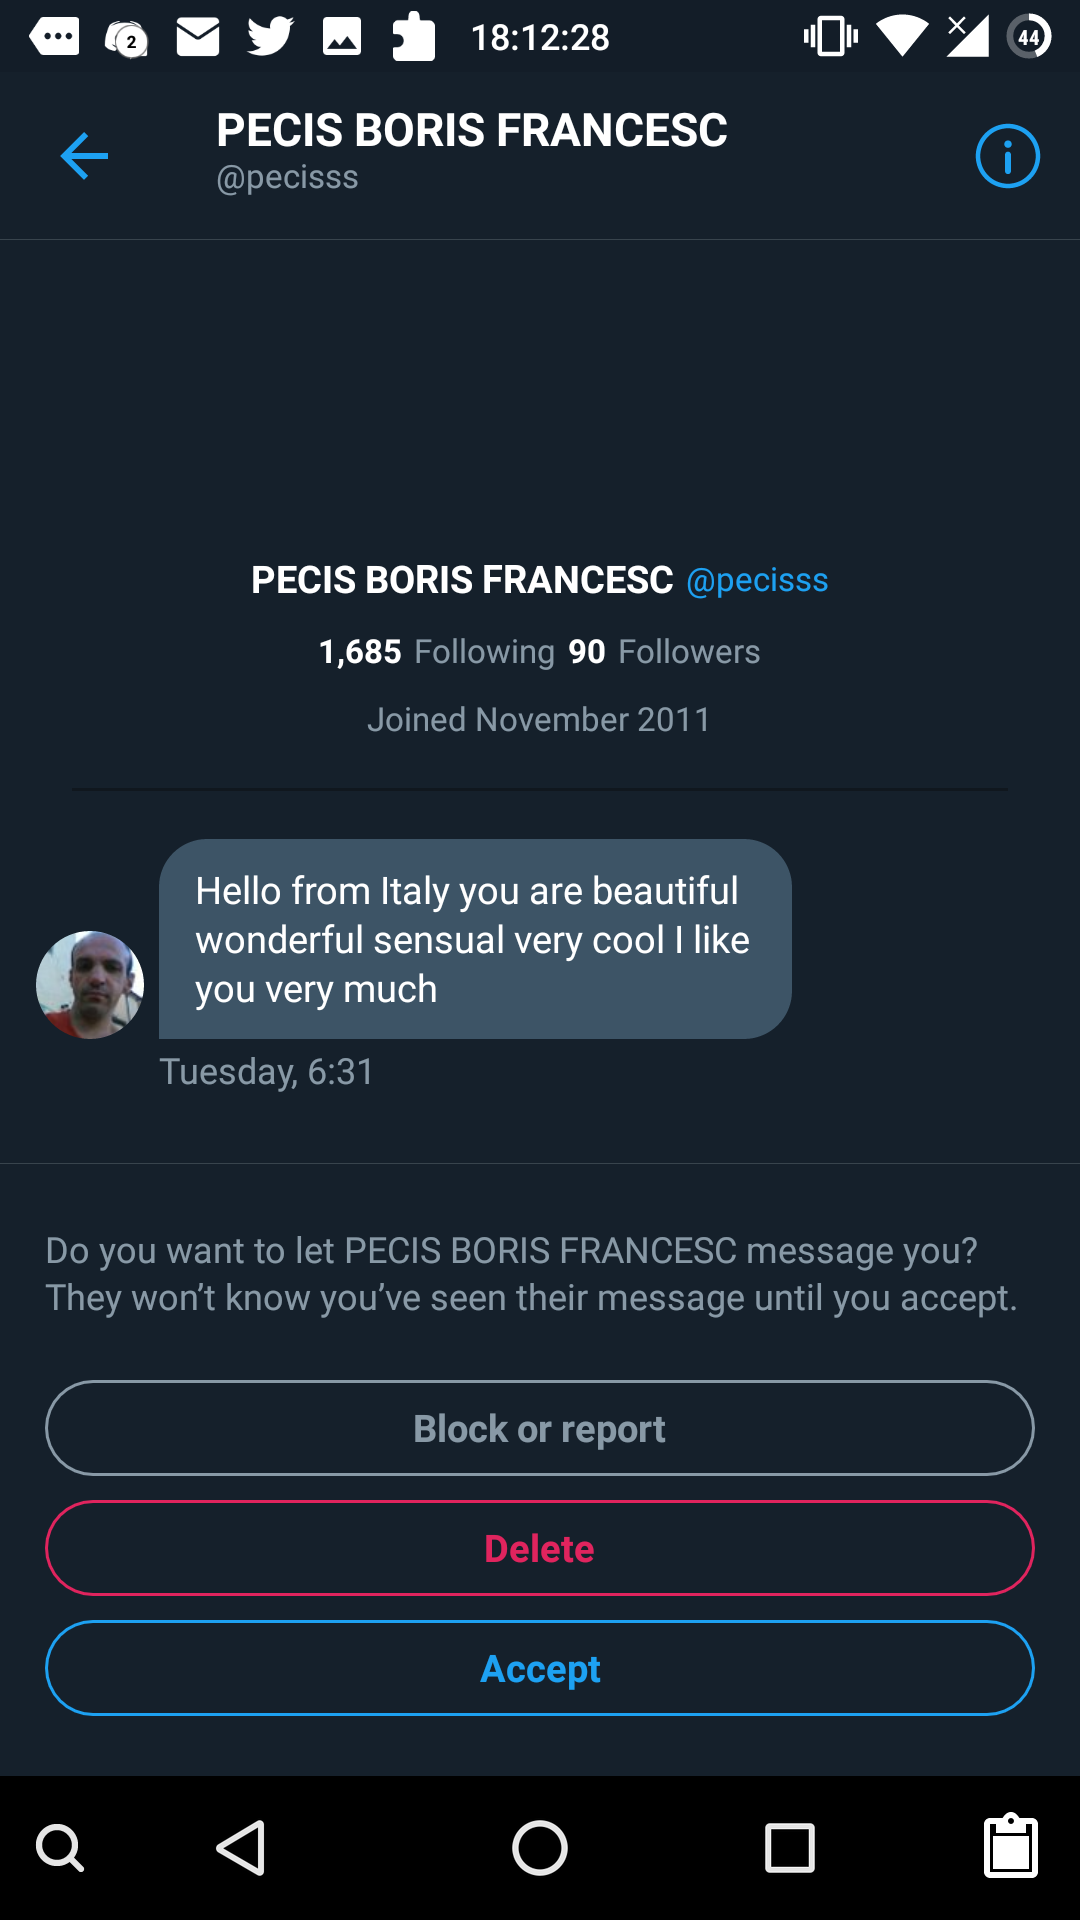 2
18:12:28
44
PECIS BORIS FRANCESC
@pecisss
PECIS BORIS FRANCESC @pecisss
1,685 Following 90 Followers
Joined November 2011
Hello from Italy you are beautiful
wonderful sensual very cool I like
you very much
Tuesday, 6:31
Do you want to let PECIS BORIS FRANCESC message you?
They won’t know you’ve seen their message until you accept.
Block or report
Delete
Accept